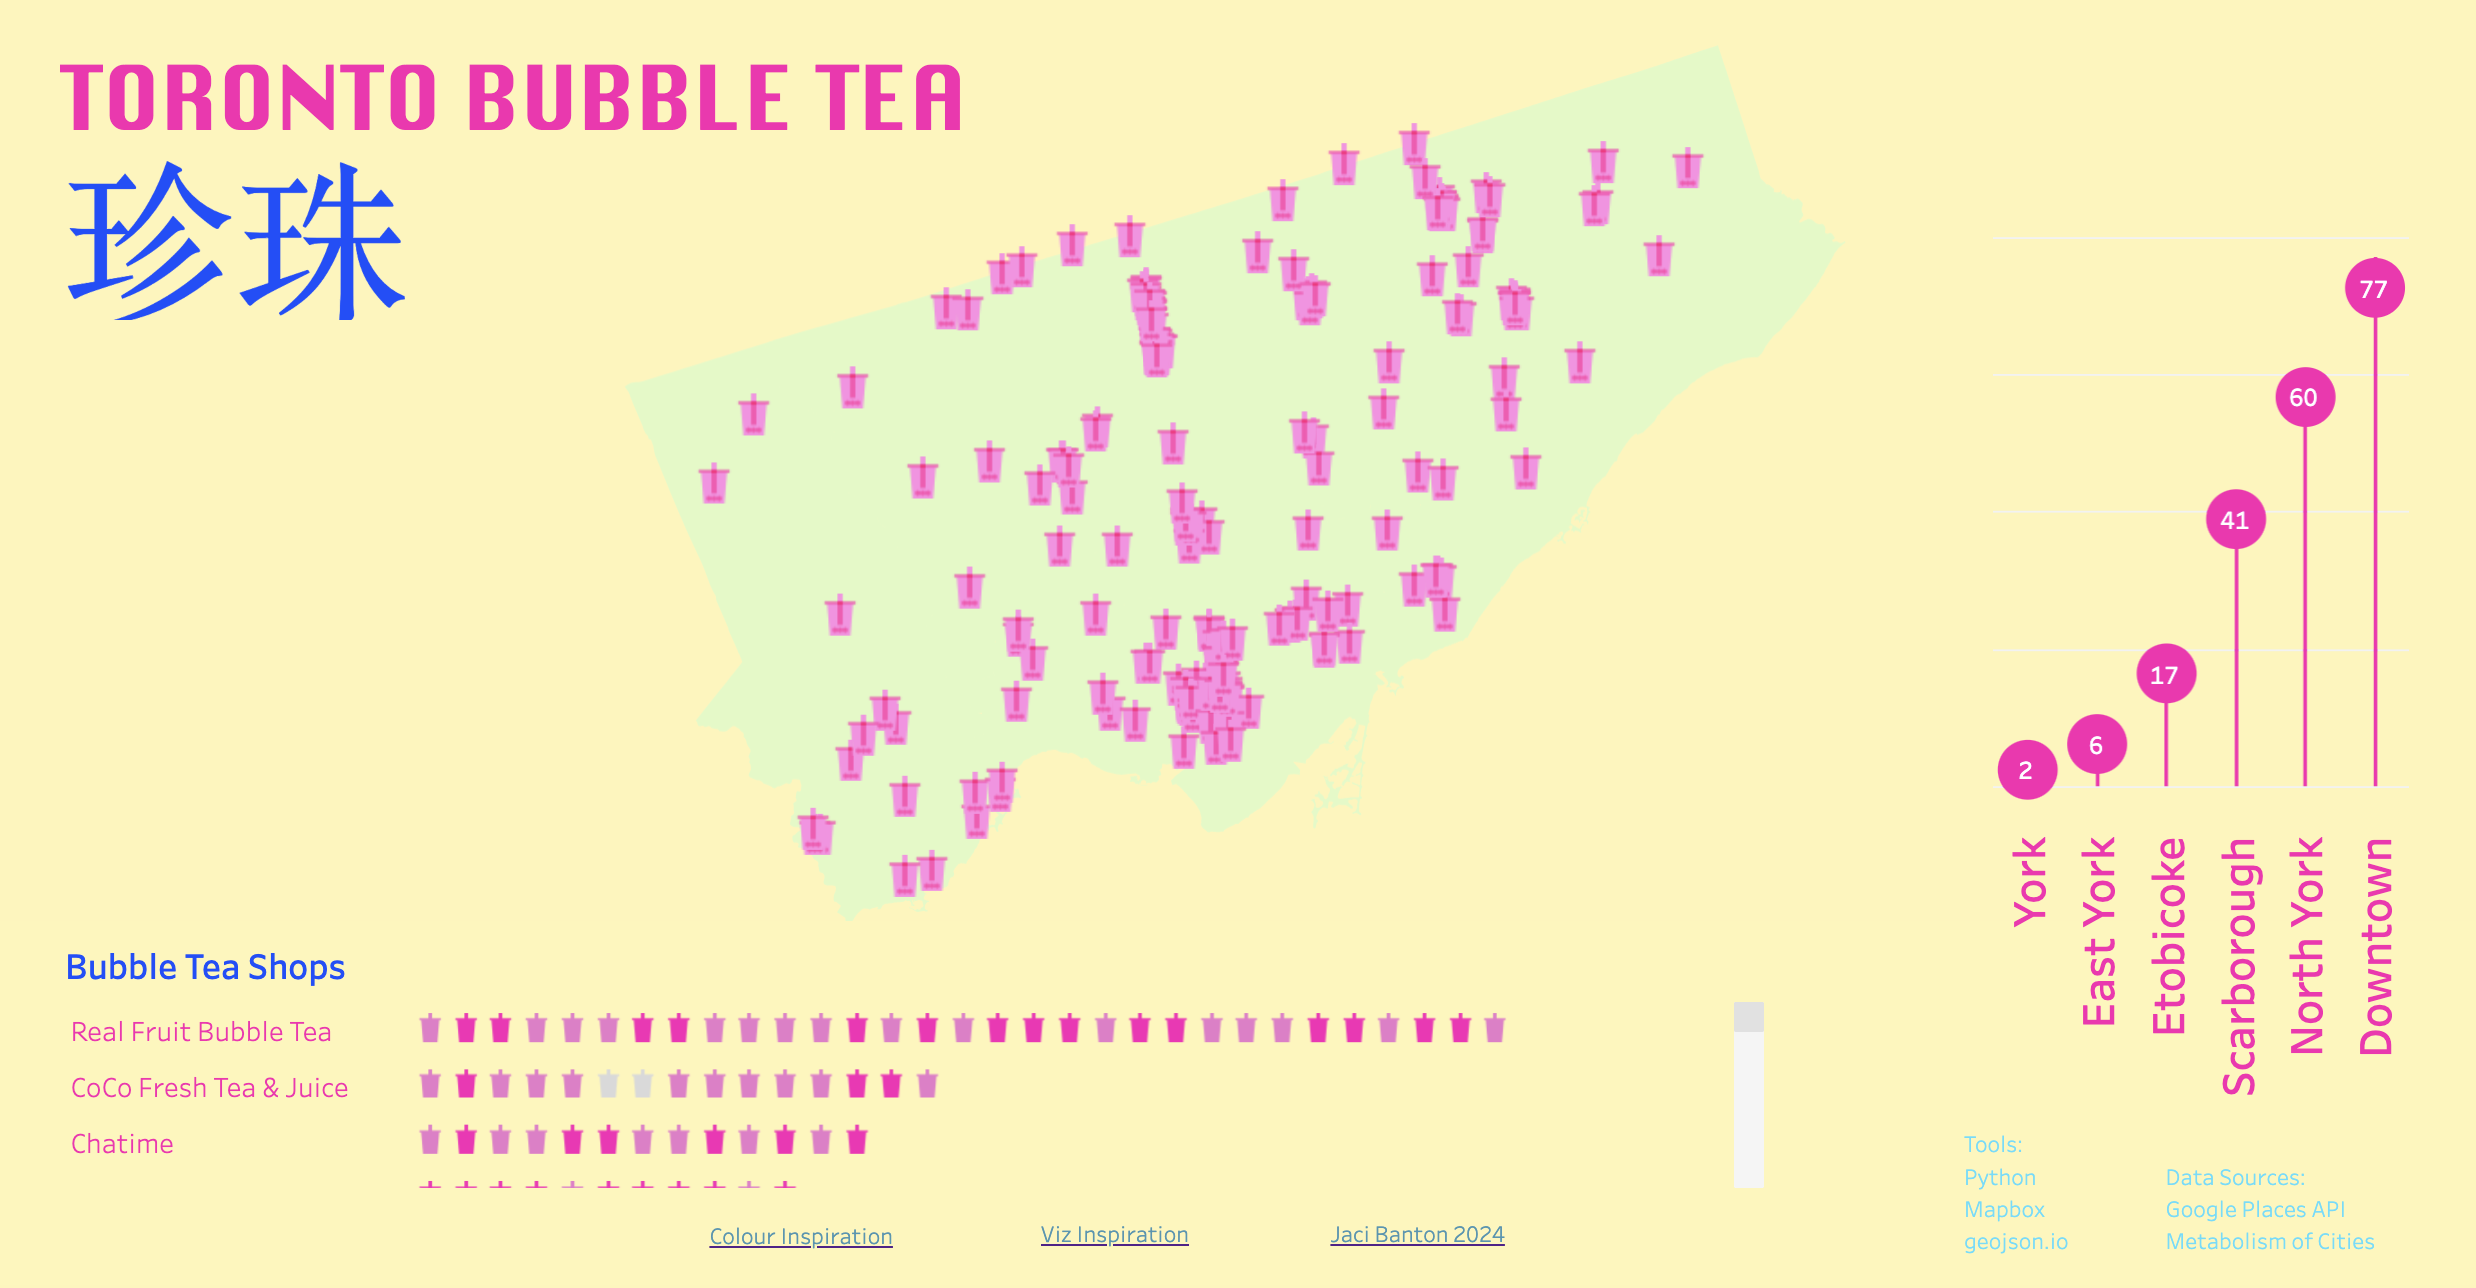 TORONTO BUBBLE TEA
珍珠
77
60
41
17
6
2
York
East York
Etobicoke
Scarborough
North York
Downtown
Bubble Tea Shops
Real Fruit Bubble Tea
CoCo Fresh Tea & Juice
Chatime
Tools:
Python
Mapbox
geojson.io
Data Sources:
Google Places API
Metabolism of Cities
Colour Inspiration
Viz Inspiration
Jaci Banton 2024